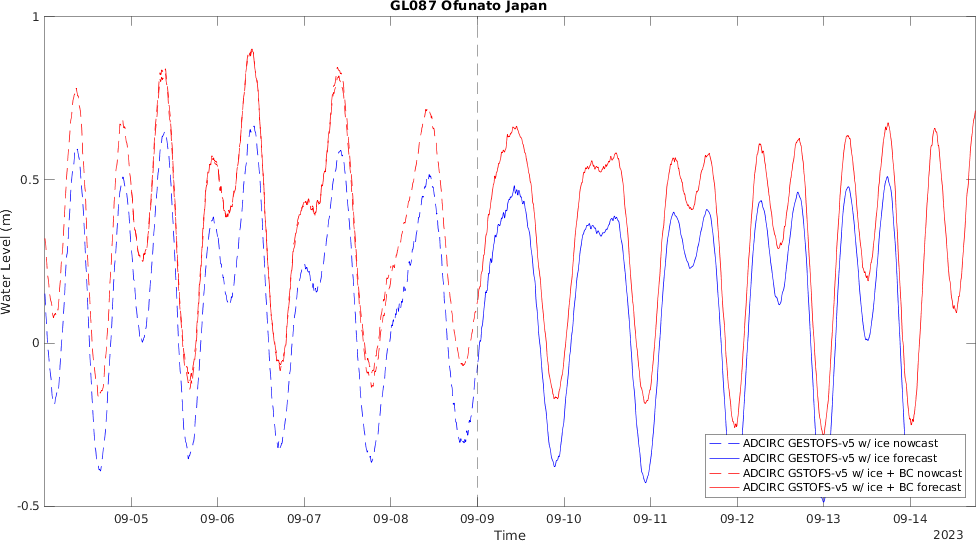 GL087 Ofunato Japan
1
0.5
0
-0.5
Water Level (m)
09-05 09-06 09-07 09-08 09-09 09-10 09-11 09-12 09-13 09-14
Time
2023
ADCIRC GESTOFS-v5 w/ ice nowcast
ADCIRC GESTOFS-v5 w/ ice forecast
ADCIRC GSTOFS-v5 w/ ice + BC nowcast
ADCIRC GSTOFS-v5 w/ ice + BC forecast